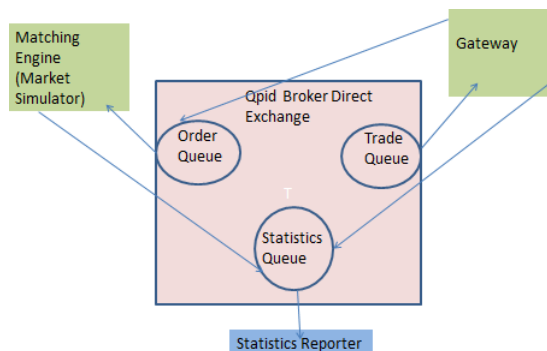 Matching
Engine
(Market
Simulator)
Gateway
Qpid Broker Direct
Exchange
Order
Queue
Trade
Queue
T
Statistics
Queue
Statistics Reporter